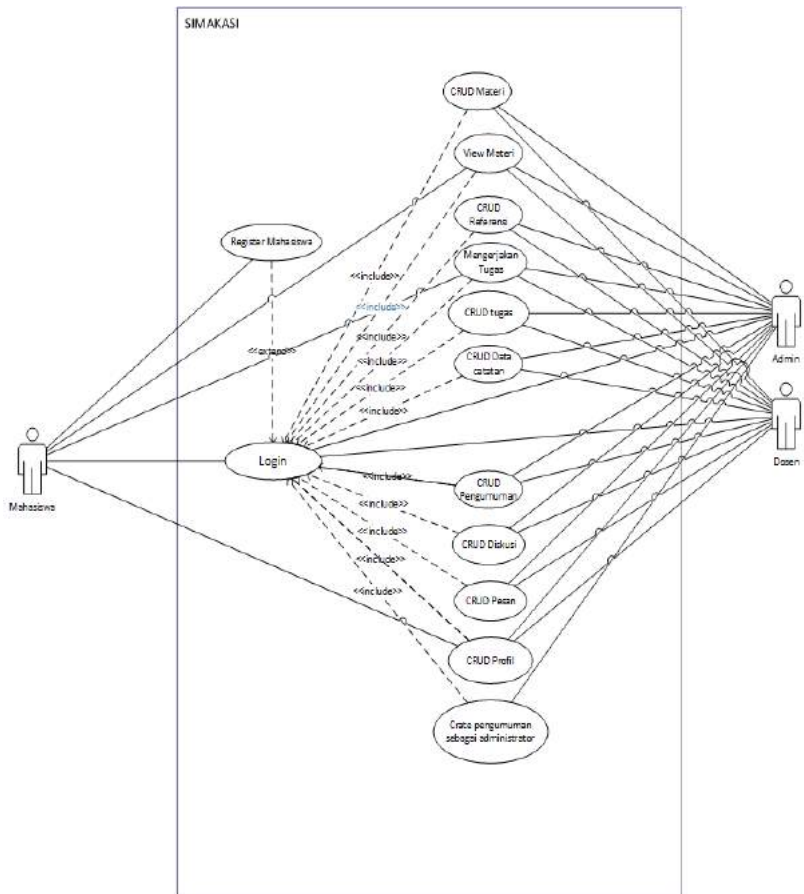 SIMAKASI
CRUD Materi
View Materi
CRUD
Referensi
Register Mahasiswa
Mengerjakan
Tugas
<<include>>
<<include>>
CRUD tugas
<<include>>
<<extend>>
<<include>>
CRUD Data
catatan
Admin
<<include>>
<<include>>
Login
Mahasiswa
Dosen
<<include>>
CRUD
Pengumuman
<<include>>
<<include>>
CRUD Diskusi
<<include>>
<<include>>
CRUD Pesan
CRUD Profil
Crate pengumuman
sebagai administrator